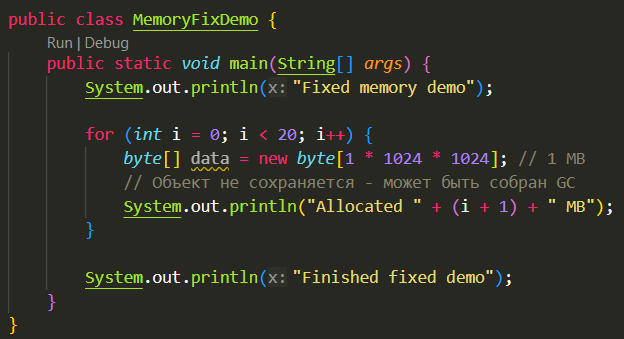 public class MemoryFixDemo {
Run | Debug
public static void main(String[] args) {
System.out.println(x: "Fixed memory demo");
for (int i = 0; i < 20; i++) {
byte[] data = new byte[1 * 1024 * 1024]; // 1 MB
// Объект не сохраняется - может быть собран GC
System.out.println("Allocated " + (i + 1) + " MB");
}
System.out.println(x: "Finished fixed demo");
}
}